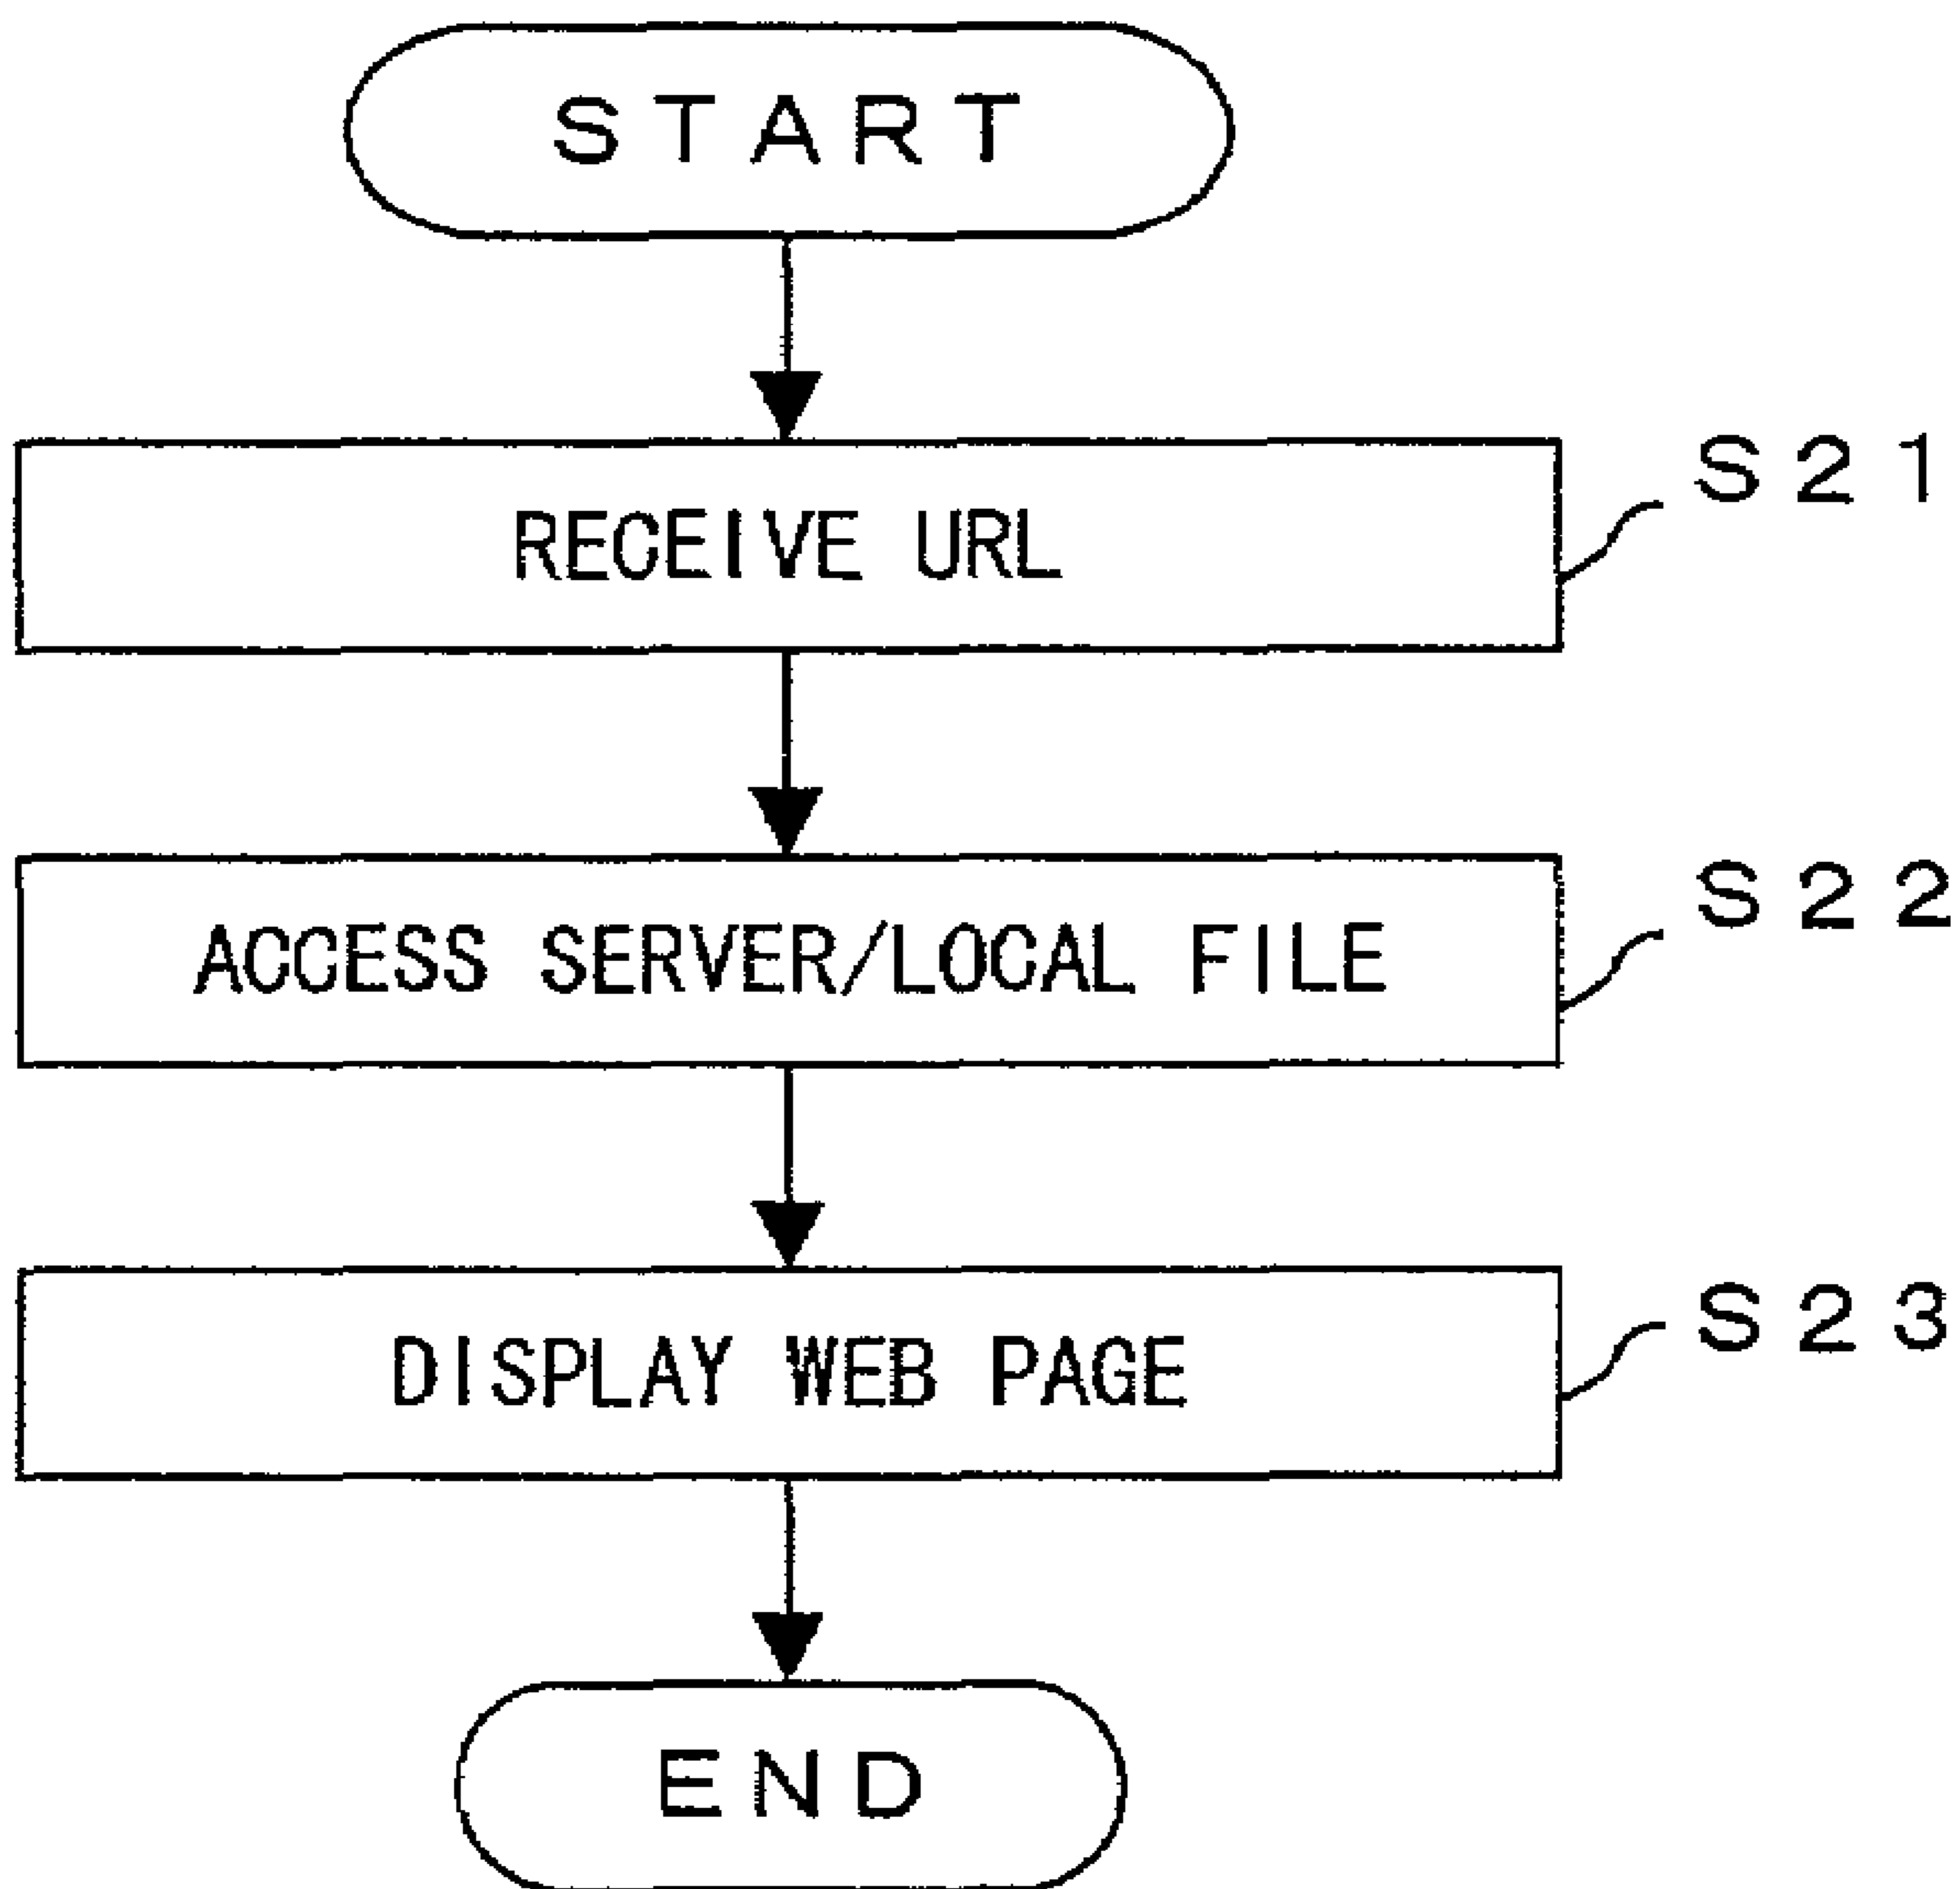 START
RECEIVE URL
S21
ACCESS SERVER/LOCAL FILE
S22
DISPLAY WEB PAGE
S23
END